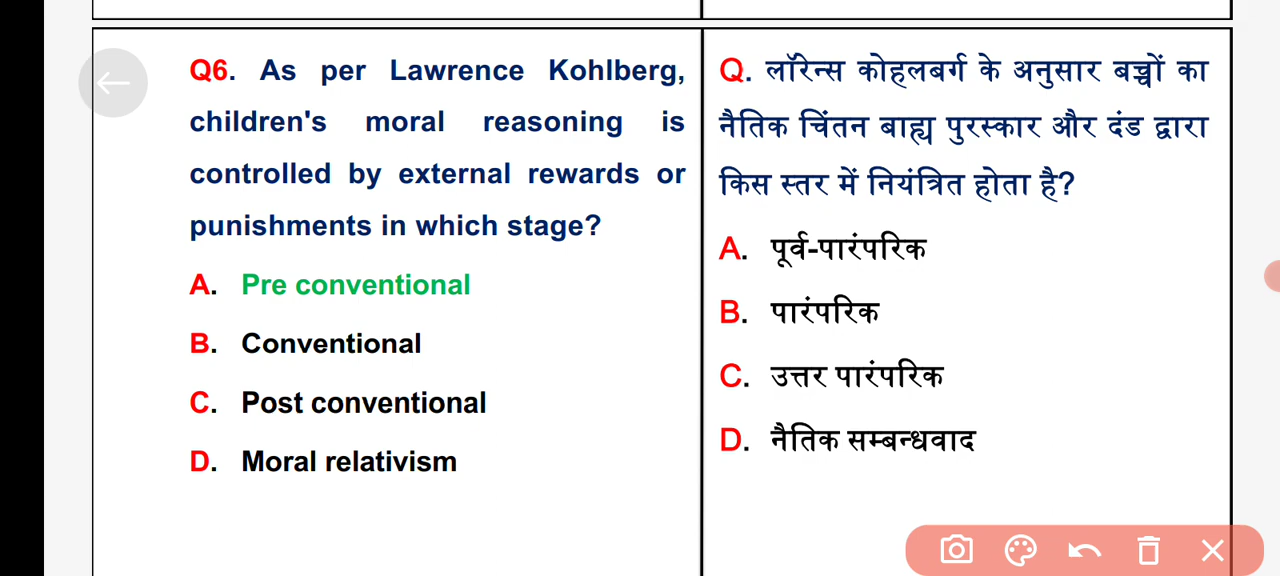 Q6. As per Lawrence Kohlberg,
children's moral reasoning is
controlled by external rewards or
punishments in which stage?
A. Pre conventional
B. Conventional
C. Post conventional
D. Moral relativism
Q. लॉरेन्स कोहलबर्ग के अनुसार बच्चों का
नैतिक चिंतन बाह्य पुरस्कार और दंड द्वारा
किस स्तर में नियंत्रित होता है?
A. पूर्व-पारंपरिक
B. पारंपरिक
C. उत्तर पारंपरिक
D. नैतिक सम्बन्धवाद